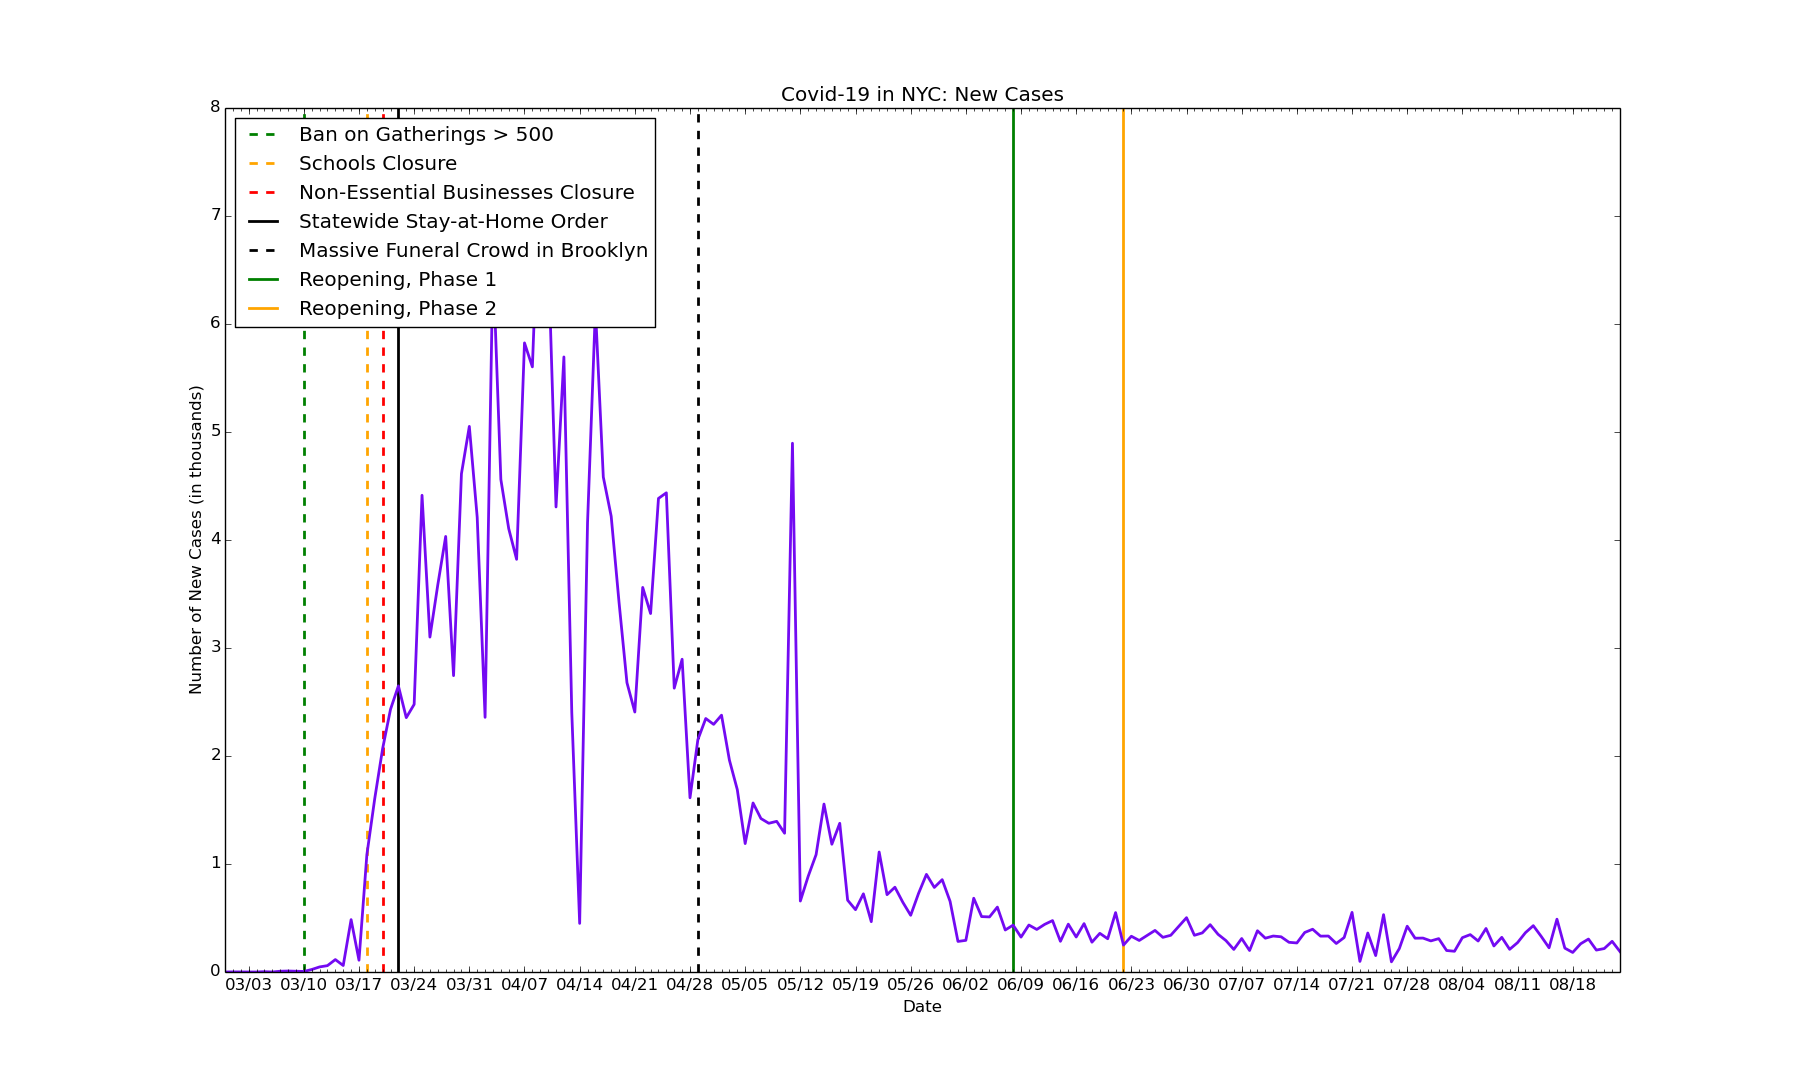 Covid-19 in NYC: New Cases
Ban on Gatherings > 500
Schools Closure
Non-Essential Businesses Closure
Statewide Stay-at-Home Order
Massive Funeral Crowd in Brooklyn
Reopening, Phase 1
Reopening, Phase 2
8
7
6
5
4
3
2
1
0
Number of New Cases (in thousands)
03/03 03/10 03/17 03/24 03/31 04/07 04/14 04/21 04/28 05/05 05/12 05/19 05/26 06/02 06/09 06/16 06/23 06/30 07/07 07/14 07/21 07/28 08/04 08/11 08/18
Date